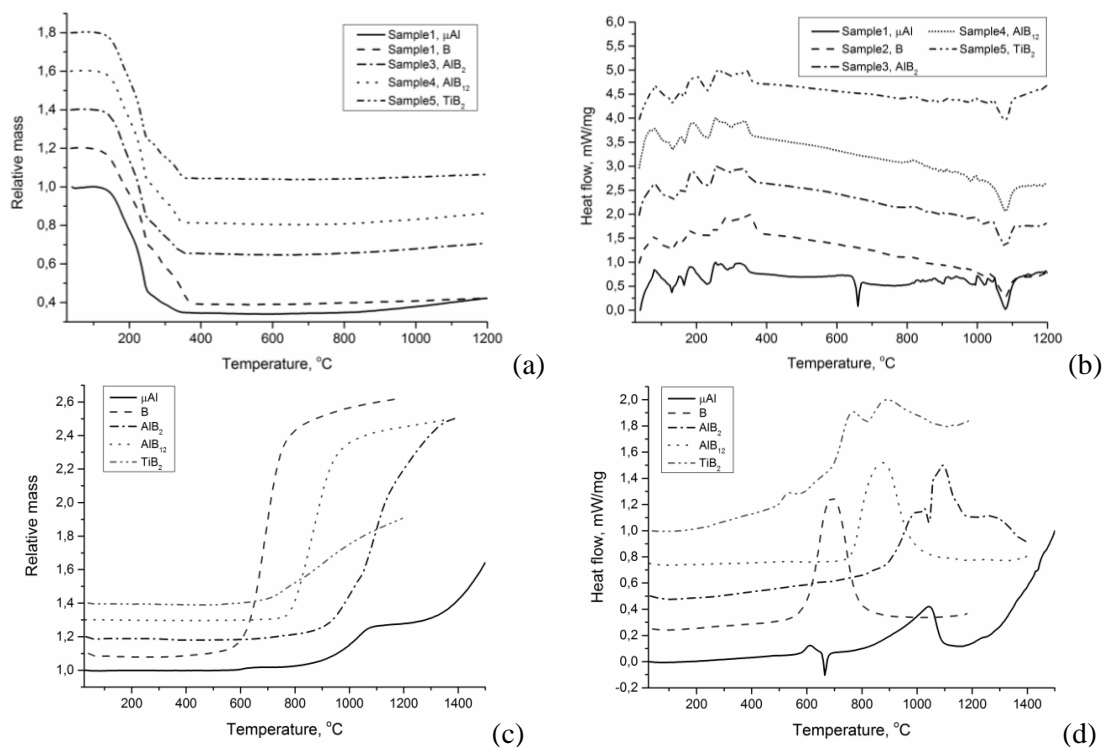 Sample1, μAl
Sample1, B
Sample3, AlB2
Sample4, AlB12
Sample5, TiB2
1,8
1,6
1,4
1,2
1,0
0,8
0,6
0,4
Relative mass
200 400 600 800 1000 1200
Temperature, °C
(a)
Sample1, μAl
Sample2, B
Sample3, AlB2
Sample4, AlB12
Sample5, TiB2
6,0
5,5
5,0
4,5
4,0
3,5
3,0
2,5
2,0
1,5
1,0
0,5
0,0
Heat flow, mW/mg
200 400 600 800 1000 1200
Temperature, °C
(b)
μAl
B
AlB2
AlB12
TiB2
2,6
2,4
2,2
2,0
1,8
1,6
1,4
1,2
1,0
Relative mass
200 400 600 800 1000 1200 1400
Temperature, °C
(c)
μAl
B
AlB2
AlB12
TiB2
2,0
1,8
1,6
1,4
1,2
1,0
0,8
0,6
0,4
0,2
0,0
-0,2
Heat flow, mW/mg
200 400 600 800 1000 1200 1400
Temperature, °C
(d)